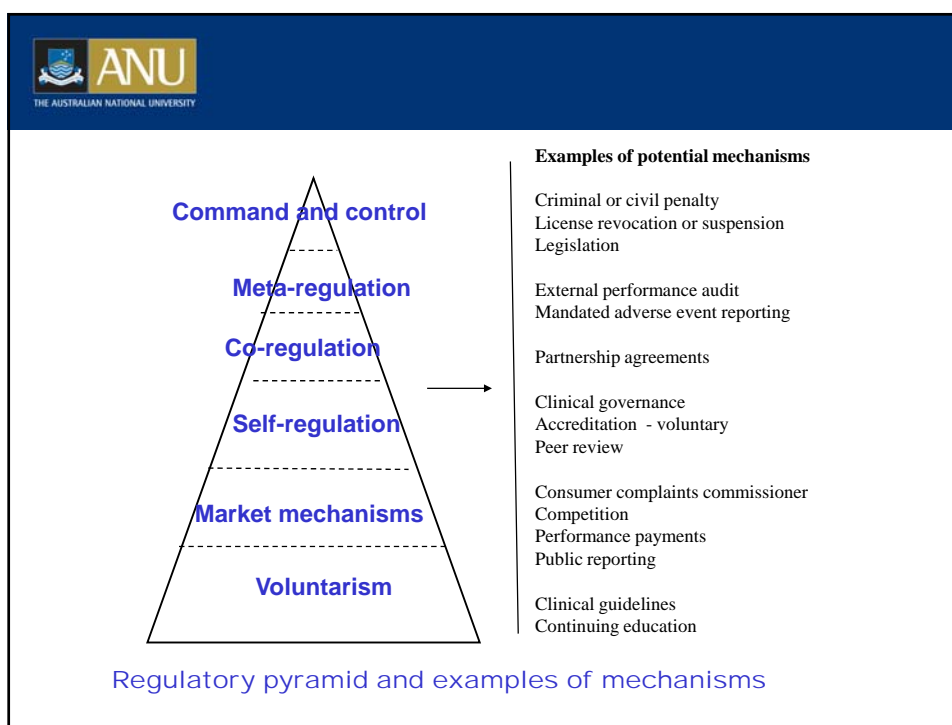 ANU
THE AUSTRALIAN NATIONAL UNIVERSITY
Command and control
Meta-regulation
Co-regulation
Self-regulation
Market mechanisms
Voluntarism
Examples of potential mechanisms
Criminal or civil penalty
License revocation or suspension
Legislation
External performance audit
Mandated adverse event reporting
Partnership agreements
Clinical governance
Accreditation - voluntary
Peer review
Consumer complaints commissioner
Competition
Performance payments
Public reporting
Clinical guidelines
Continuing education
Regulatory pyramid and examples of mechanisms